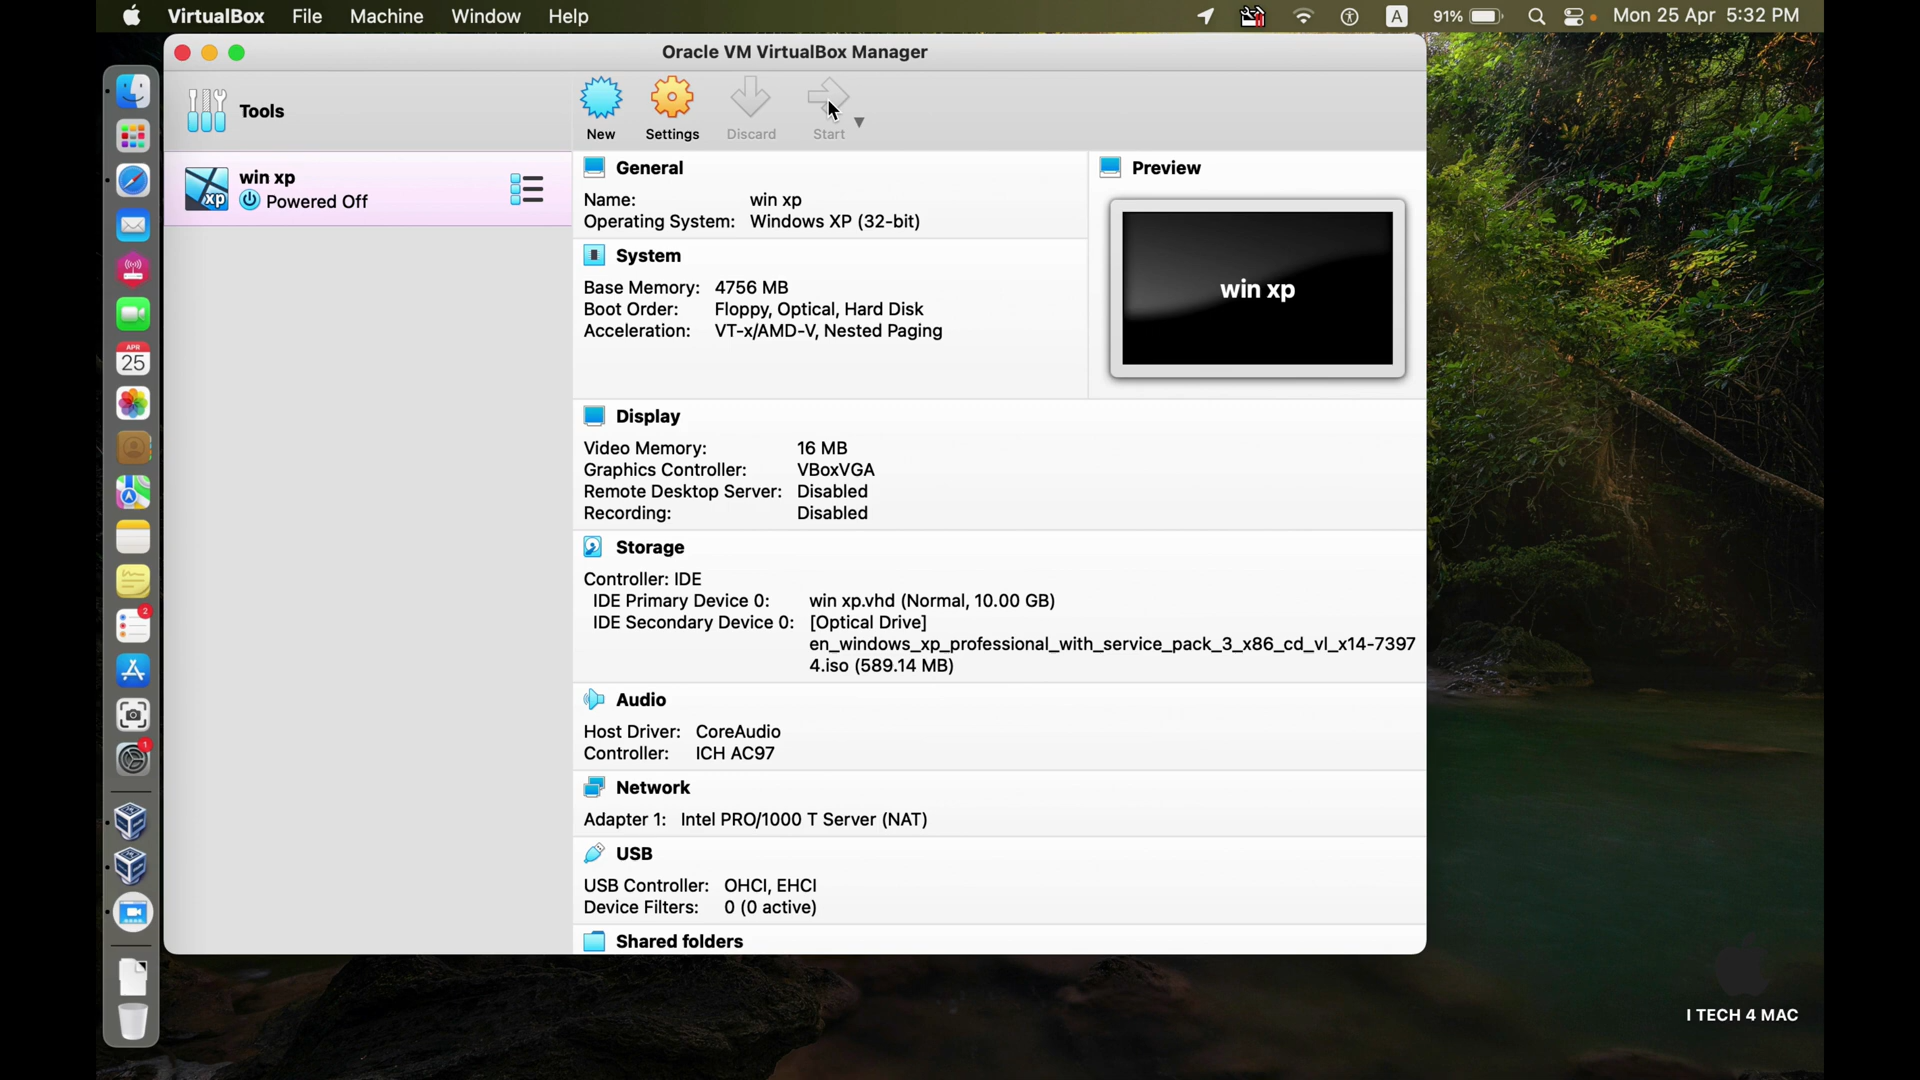 VirtualBox File Machine Window Help
A 91% Mon 25 Apr 5:32 PM
Oracle VM VirtualBox Manager
Tools
New Settings Discard Start
win xp
Powered Off
xp
General
Name: win xp
Operating System: Windows XP (32-bit)
Preview
win xp
System
Base Memory: 4756 MB
Boot Order: Floppy, Optical, Hard Disk
Acceleration: VT-x/AMD-V, Nested Paging
Display
Video Memory: 16 MB
Graphics Controller: VBoxVGA
Remote Desktop Server: Disabled
Recording: Disabled
Storage
Controller: IDE
IDE Primary Device 0: win xp.vhd (Normal, 10.00 GB)
IDE Secondary Device 0: [Optical Drive]
en_windows_xp_professional_with_service_pack_3_x86_cd_vl_x14-7397
4.iso (589.14 MB)
Audio
Host Driver: CoreAudio
Controller: ICH AC97
Network
Adapter 1: Intel PRO/1000 T Server (NAT)
USB
USB Controller: OHCI, EHCI
Device Filters: 0 (0 active)
Shared folders
APR
25
2
1
I TECH 4 MAC